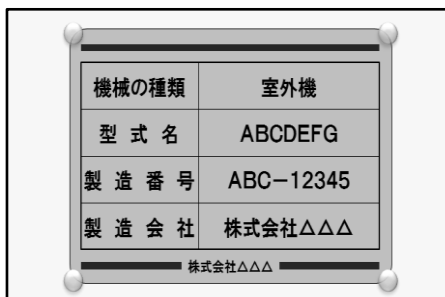 機械の種類 室外機
型式名 ABCDEFG
製造番号 ABC-12345
製造会社 株式会社△△△
株式会社△△△